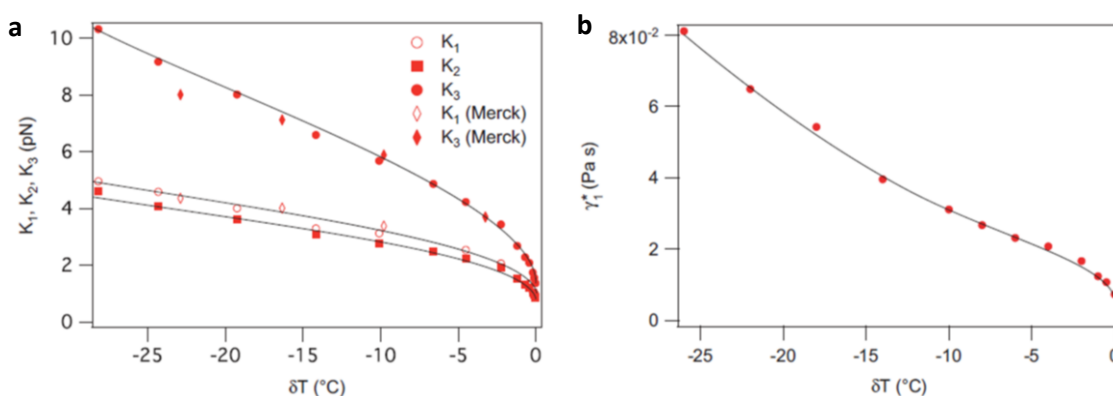 a
10
8
6
4
2
0
K₁, K₂, K₃ (pN)
K₁
K₂
K₃
K₁ (Merck)
K₃ (Merck)
-25 -20 -15 -10 -5 0
δT (°C)
b
8x10⁻²
6
4
2
0
γ₁* (Pa s)
-25 -20 -15 -10 -5 0
δT (°C)